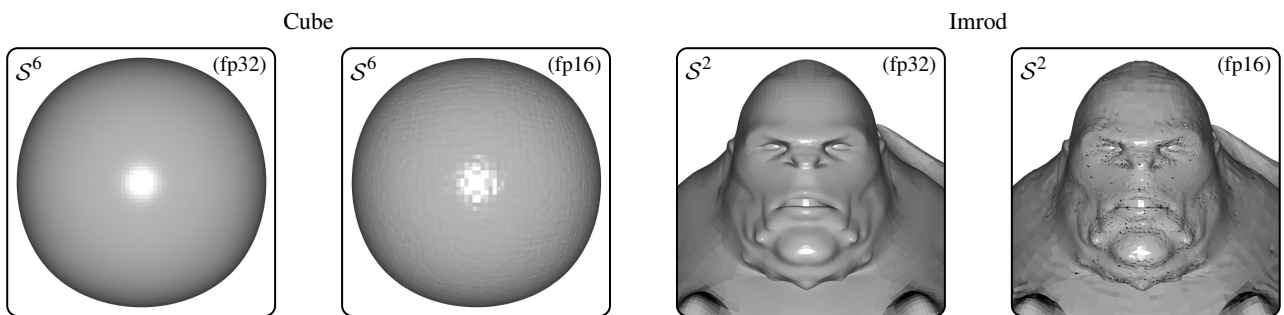 Cube Imrod
S⁶ (fp32) S⁶ (fp16) S² (fp32) S² (fp16)